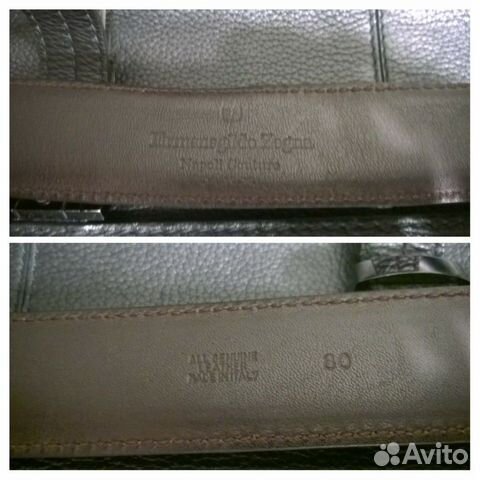 Ermenegildo Zegna
Napoli Couture
ALL GENUINE
LEATHER
MADE IN ITALY
80
Avito